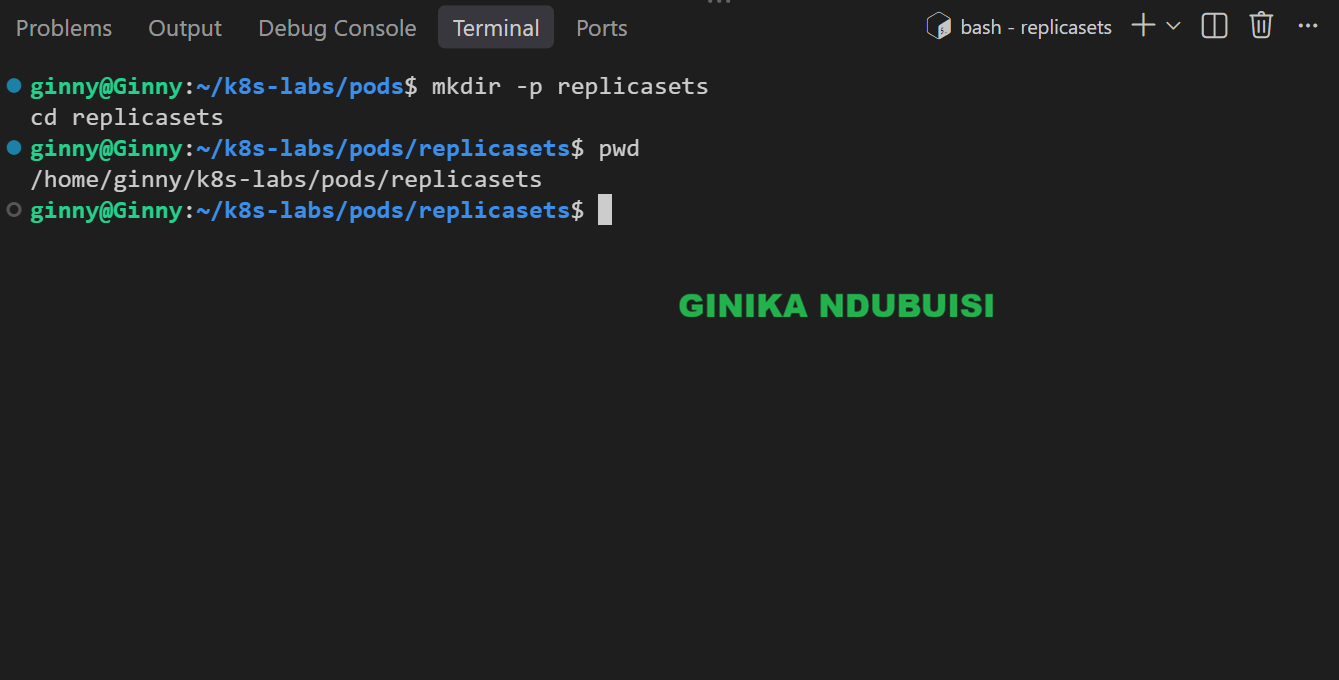 Problems Output Debug Console Terminal Ports bash - replicasets
ginny@Ginny:~/k8s-labs/pods$ mkdir -p replicasets
cd replicasets
ginny@Ginny:~/k8s-labs/pods/replicasets$ pwd
/home/ginny/k8s-labs/pods/replicasets
ginny@Ginny:~/k8s-labs/pods/replicasets$
GINIKA NDUBUISI